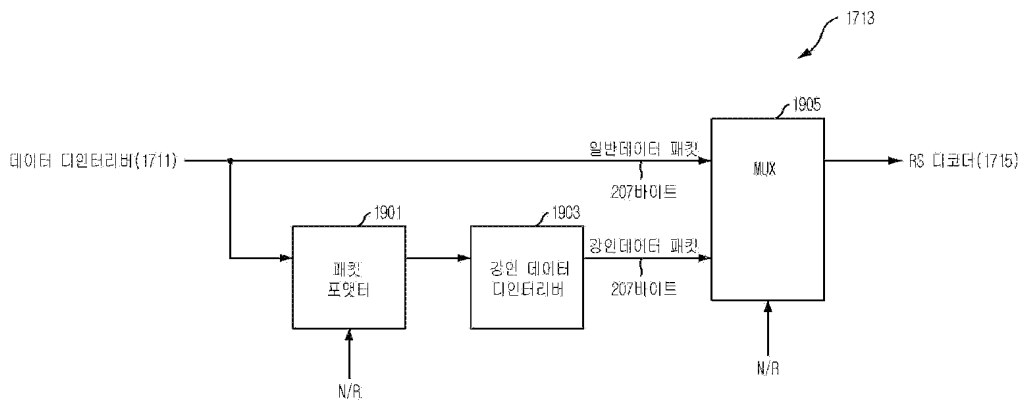 1713
1905
데이터 디인터리버(1711)
일반데이터 패킷
207바이트
MUX
RS 디코더(1715)
1901
1903
패킷
포맷터
강인 데이터
디인터리버
강인데이터 패킷
207바이트
N/R
N/R